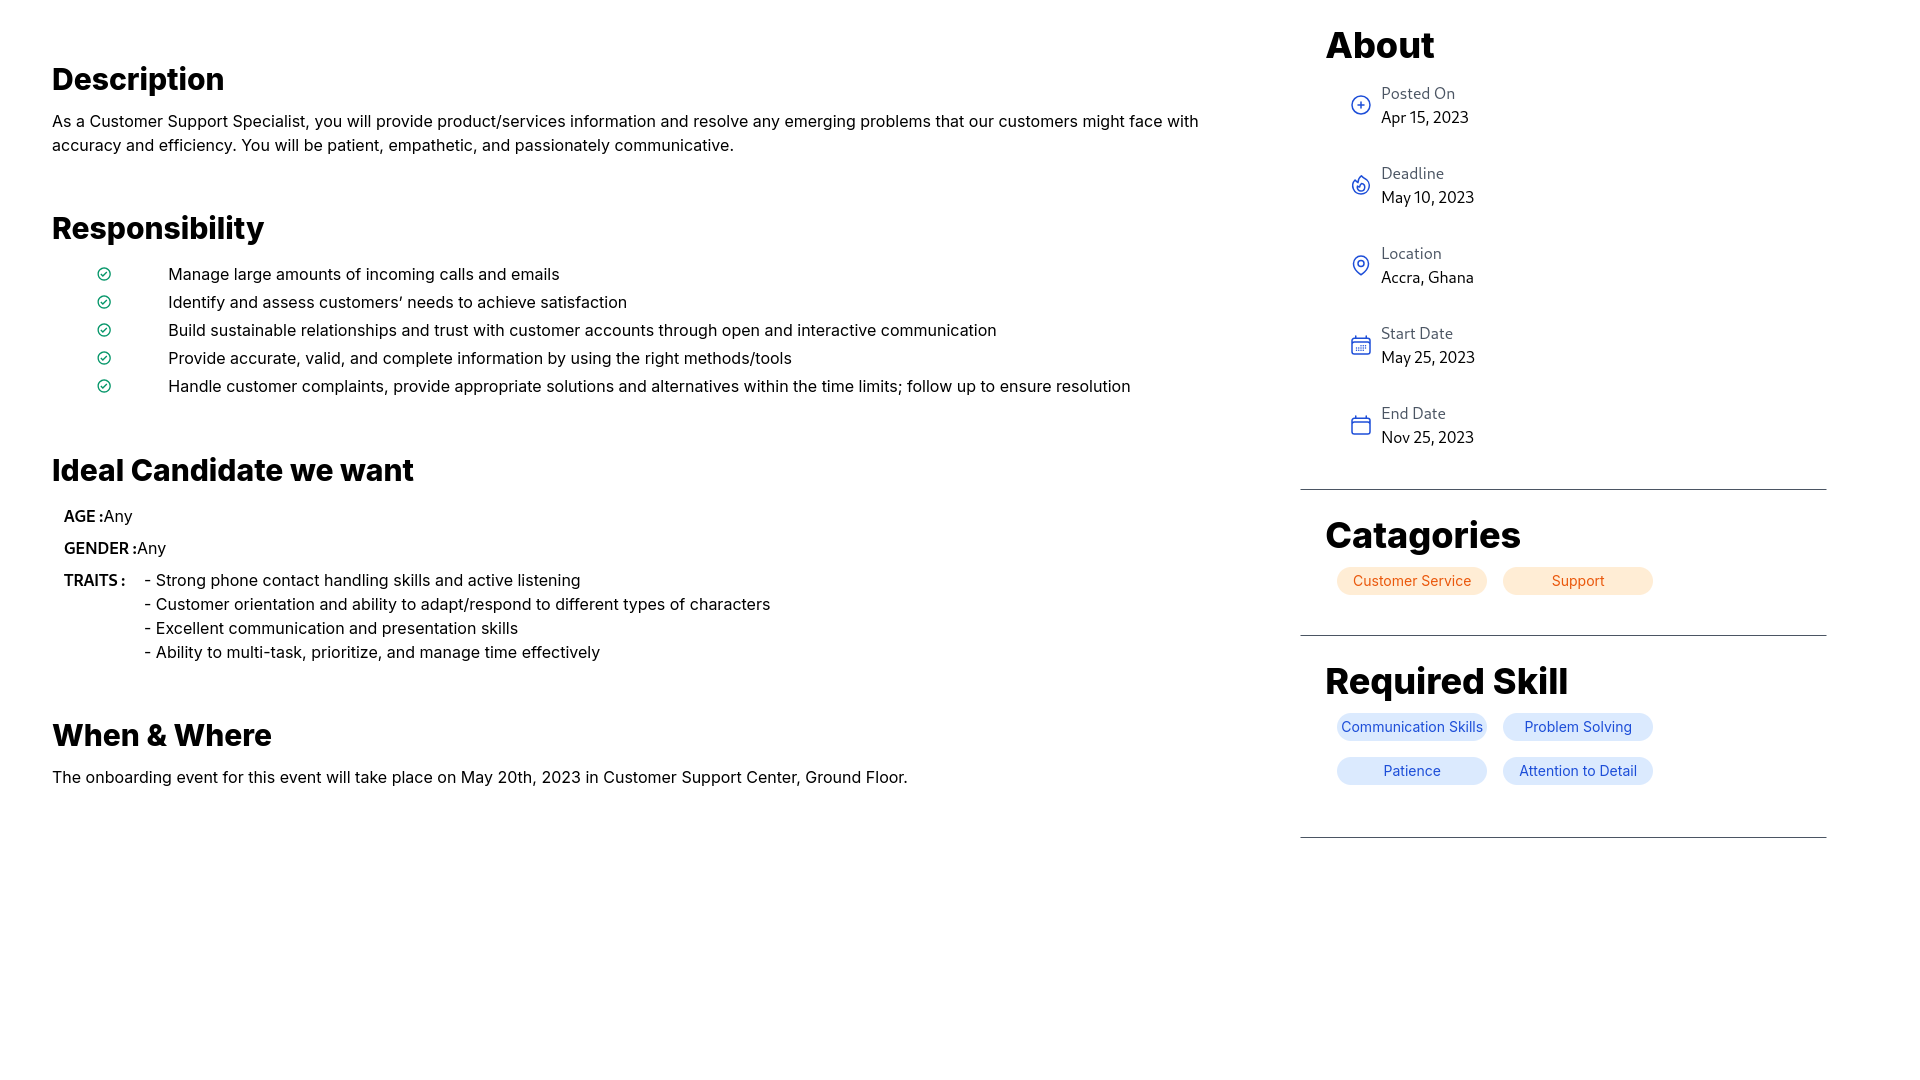 Description
As a Customer Support Specialist, you will provide product/services information and resolve any emerging problems that our customers might face with
accuracy and efficiency. You will be patient, empathetic, and passionately communicative.
Responsibility
Manage large amounts of incoming calls and emails
Identify and assess customers’ needs to achieve satisfaction
Build sustainable relationships and trust with customer accounts through open and interactive communication
Provide accurate, valid, and complete information by using the right methods/tools
Handle customer complaints, provide appropriate solutions and alternatives within the time limits; follow up to ensure resolution
Ideal Candidate we want
AGE :Any
GENDER :Any
TRAITS : - Strong phone contact handling skills and active listening
- Customer orientation and ability to adapt/respond to different types of characters
- Excellent communication and presentation skills
- Ability to multi-task, prioritize, and manage time effectively
When & Where
The onboarding event for this event will take place on May 20th, 2023 in Customer Support Center, Ground Floor.
About
Posted On
Apr 15, 2023
Deadline
May 10, 2023
Location
Accra, Ghana
Start Date
May 25, 2023
End Date
Nov 25, 2023
Catagories
Customer Service Support
Required Skill
Communication Skills Problem Solving
Patience Attention to Detail